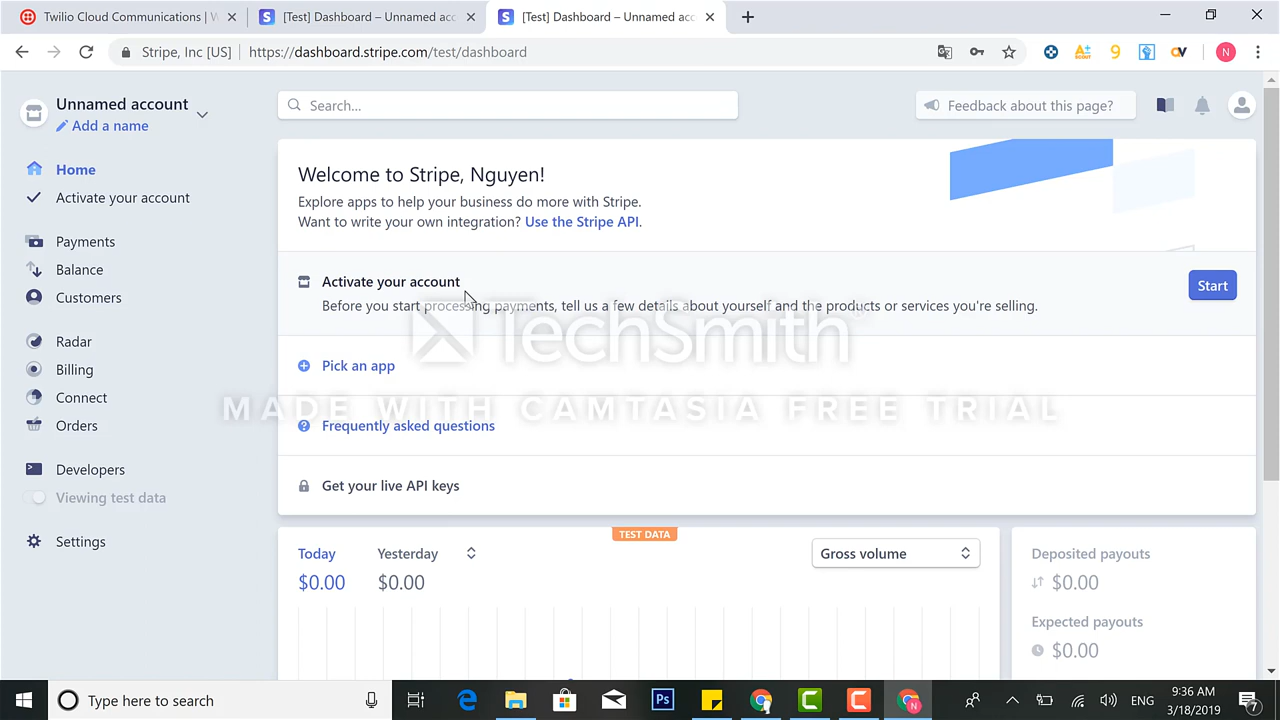 Twilio Cloud Communications | W
[Test] Dashboard – Unnamed acc
[Test] Dashboard – Unnamed acc
Stripe, Inc [US]
https://dashboard.stripe.com/test/dashboard
N
Unnamed account
Add a name
Search...
Feedback about this page?
Home
Activate your account
Payments
Balance
Customers
Radar
Billing
Connect
Orders
Developers
Viewing test data
Settings
Welcome to Stripe, Nguyen!
Explore apps to help your business do more with Stripe.
Want to write your own integration? Use the Stripe API.
Activate your account
Start
Before you start processing payments, tell us a few details about yourself and the products or services you're selling.
TechSmith
Pick an app
MADE WITH CAMTASIA FREE TRIAL
Frequently asked questions
Get your live API keys
TEST DATA
Today
Yesterday
Gross volume
$0.00
$0.00
Deposited payouts
$0.00
Expected payouts
$0.00
Type here to search
Ps
ENG
9:36 AM
3/18/2019
7